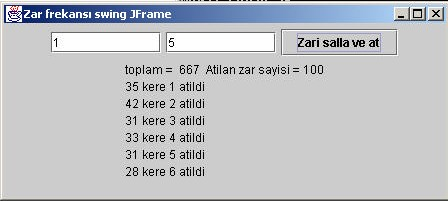 Zar frekansi swing JFrame
1 5 Zari salla ve at
toplam = 667 Atilan zar sayisi = 100
35 kere 1 atildi
42 kere 2 atildi
31 kere 3 atildi
33 kere 4 atildi
31 kere 5 atildi
28 kere 6 atildi